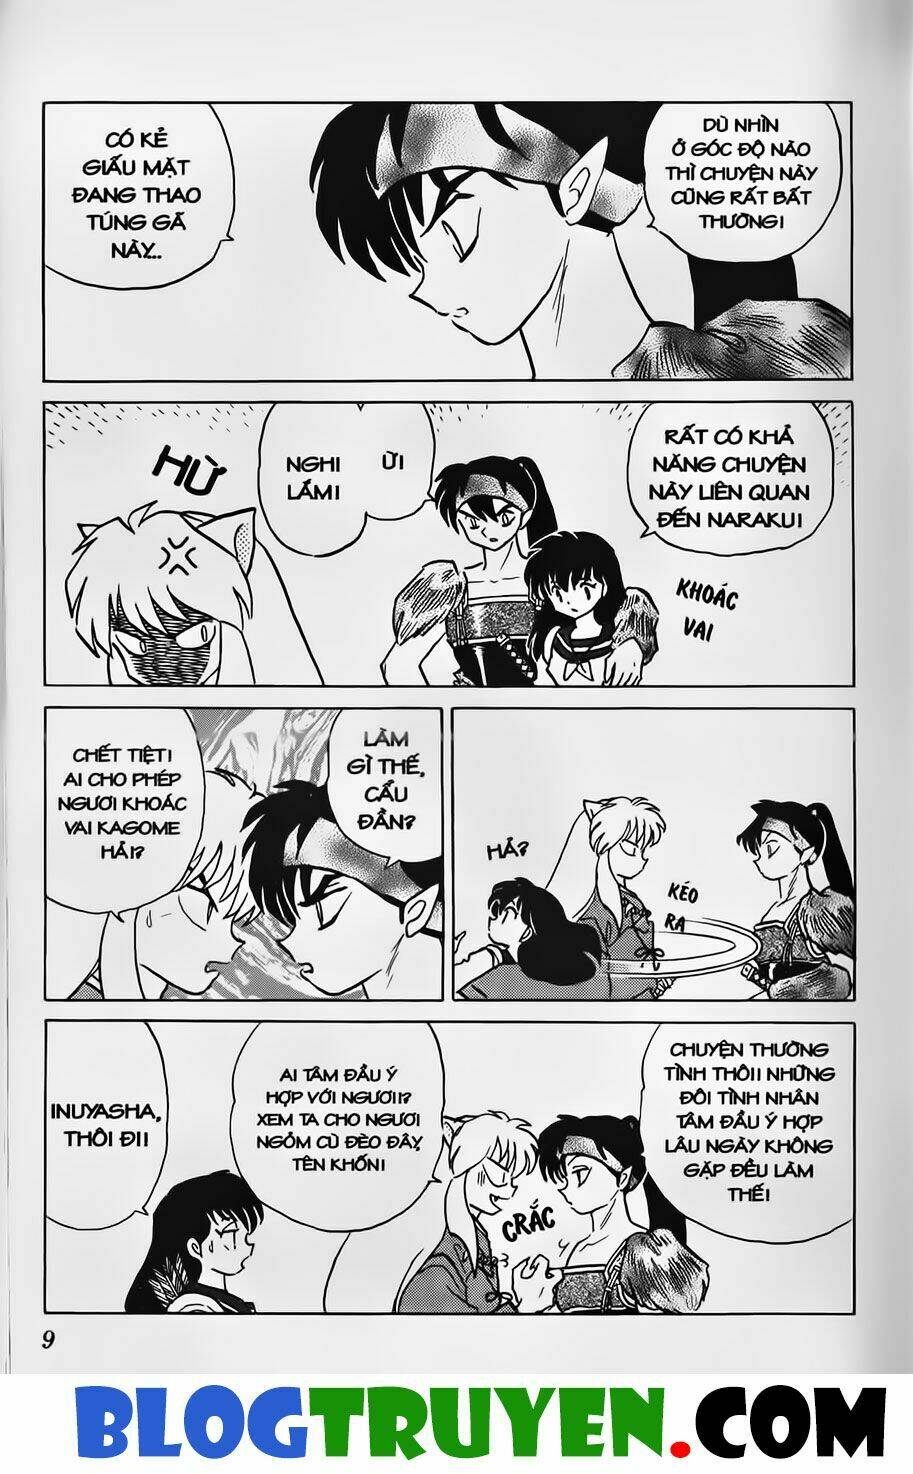 DÙ NHÌN
Ở GÓC ĐỘ NÀO
THÌ CHUYỆN NÀY
CŨNG RẤT BẤT
THƯỜNG!
CÓ KẺ
GIẤU MẶT
ĐANG THAO
TÚNG GÃ
NÀY...
RẤT CÓ KHẢ
NĂNG CHUYỆN
NÀY LIÊN QUAN
ĐẾN NARAKU!
KHOÁC
VAI
ỪI
NGHI
LẮM!
HỪ
KÉO
RA
HẢ?
LÀM
GÌ THẾ,
CẨU
ĐẦN?
CHẾT TIỆT!
AI CHO PHÉP
NGƯƠI KHOÁC
VAI KAGOME
HẢ!?
CHUYỆN THƯỜNG
TÌNH THÔI! NHỮNG
ĐÔI TÌNH NHÂN
TÂM ĐẦU Ý HỢP
LÂU NGÀY KHÔNG
GẶP ĐỀU LÀM
THẾ!
CRẮC
AI TÂM ĐẦU Ý
HỢP VỚI NGƯƠI!?
XEM TA CHO NGƯƠI
NGỎM CÙ ĐÈO ĐÂY,
TÊN KHỐN!
INUYASHA,
THÔI ĐI!
9
BLOGTRUYEN.COM